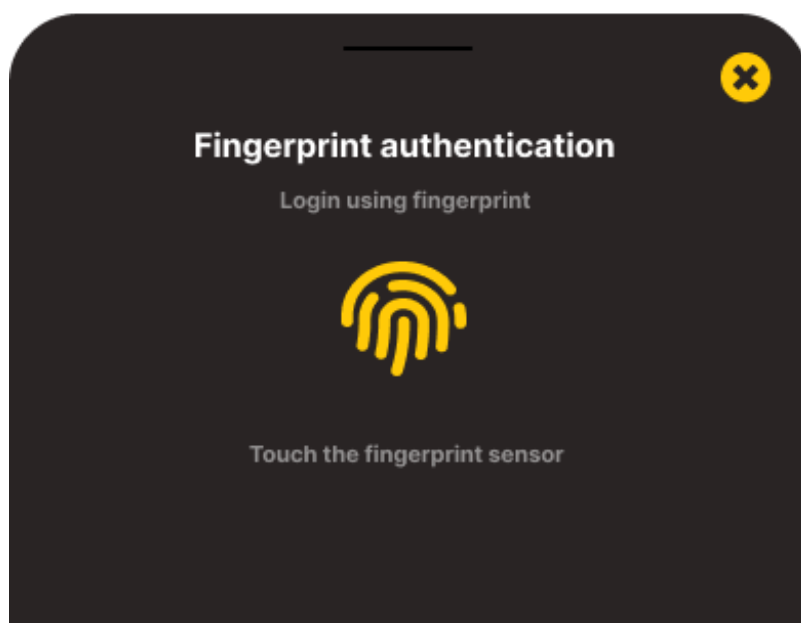 Fingerprint authentication
Login using fingerprint
Touch the fingerprint sensor